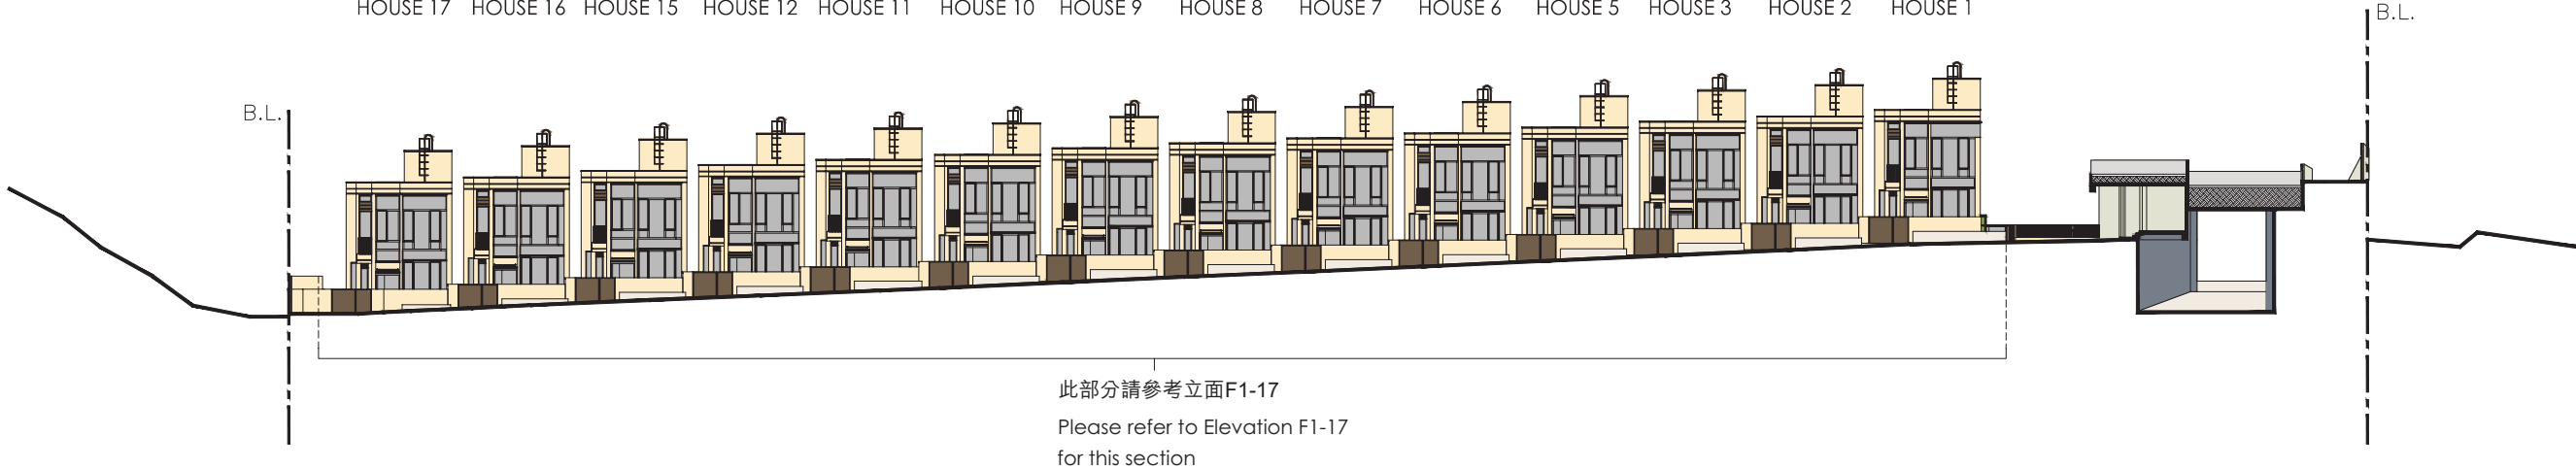 HOUSE 17 HOUSE 16 HOUSE 15 HOUSE 12 HOUSE 11 HOUSE 10 HOUSE 9 HOUSE 8 HOUSE 7 HOUSE 6 HOUSE 5 HOUSE 3 HOUSE 2 HOUSE 1
B.L.
B.L.
此部分請參考立面F1-17
Please refer to Elevation F1-17
for this section